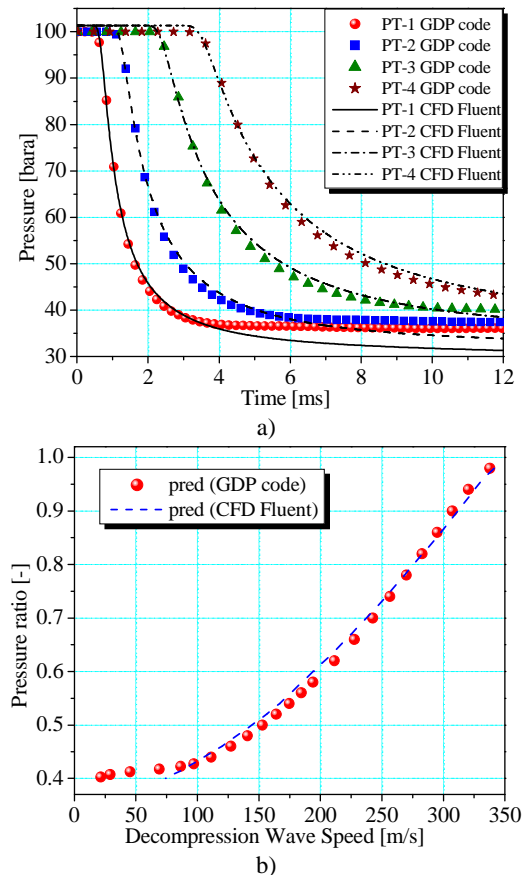 100
90
80
70
60
50
40
30
Pressure [bara]
PT-1 GDP code
PT-2 GDP code
PT-3 GDP code
PT-4 GDP code
PT-1 CFD Fluent
PT-2 CFD Fluent
PT-3 CFD Fluent
PT-4 CFD Fluent
0 2 4 6 8 10 12
Time [ms]
a)
1.0
0.9
0.8
0.7
0.6
0.5
0.4
Pressure ratio [-]
pred (GDP code)
pred (CFD Fluent)
0 50 100 150 200 250 300 350
Decompression Wave Speed [m/s]
b)